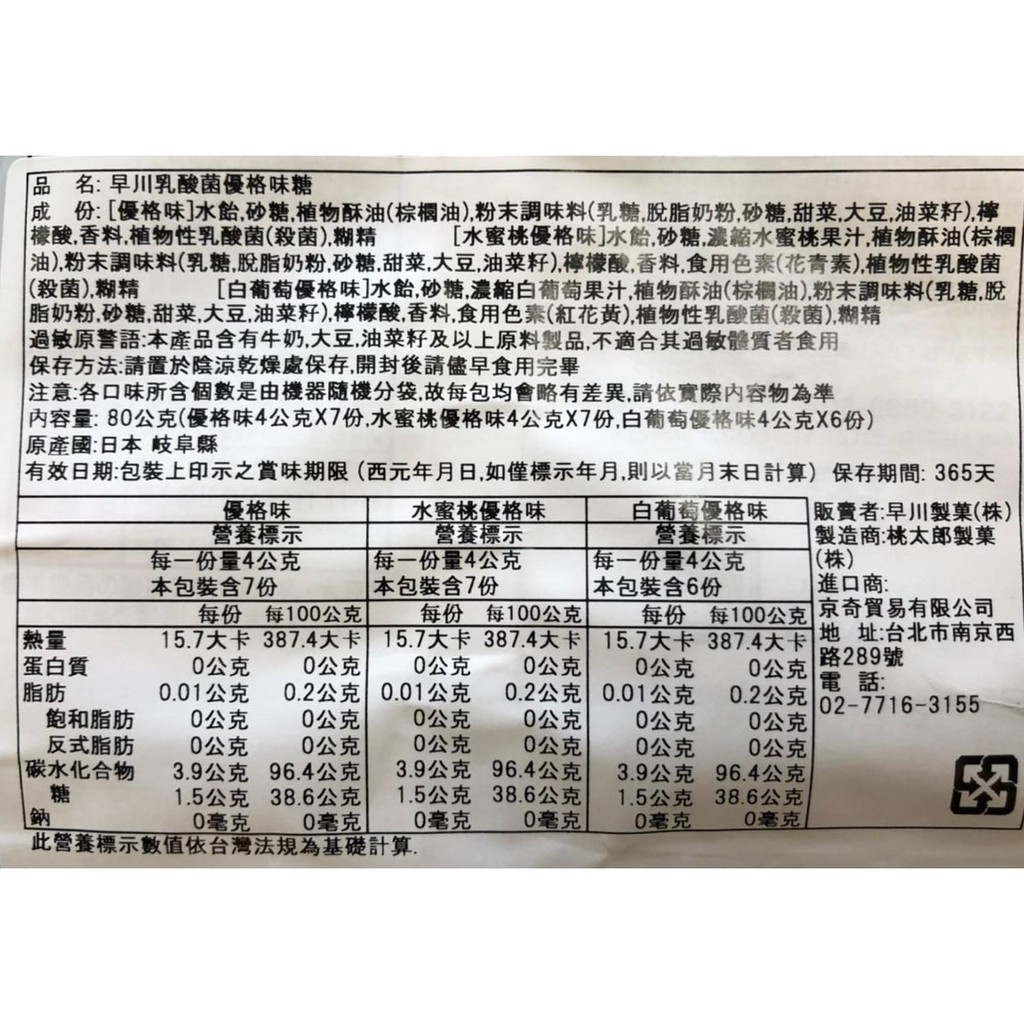 品 名: 早川乳酸菌優格味糖
成 份: [優格味]水飴,砂糖,植物酥油(棕櫚油),粉末調味料(乳糖,脫脂奶粉,砂糖,甜菜,大豆,油菜籽),檸
檬酸,香料,植物性乳酸菌(殺菌),糊精 [水蜜桃優格味]水飴,砂糖,濃縮水蜜桃果汁,植物酥油(棕櫚
油),粉末調味料(乳糖,脫脂奶粉,砂糖,甜菜,大豆,油菜籽),檸檬酸,香料,食用色素(花青素),植物性乳酸菌
(殺菌),糊精 [白葡萄優格味]水飴,砂糖,濃縮白葡萄果汁,植物酥油(棕櫚油),粉末調味料(乳糖,脫
脂奶粉,砂糖,甜菜,大豆,油菜籽),檸檬酸,香料,食用色素(紅花黃),植物性乳酸菌(殺菌),糊精
過敏原警語:本產品含有牛奶,大豆,油菜籽及以上原料製品,不適合其過敏體質者食用
保存方法:請置於陰涼乾燥處保存,開封後請儘早食用完畢
注意:各口味所含個數是由機器隨機分袋,故每包均會略有差異,請依實際內容物為準
內容量: 80公克(優格味4公克X7份,水蜜桃優格味4公克X7份,白葡萄優格味4公克X6份)
原產國:日本 岐阜縣
有效日期:包裝上印示之賞味期限 (西元年月日,如僅標示年月,則以當月末日計算) 保存期間: 365天
優格味 水蜜桃優格味 白葡萄優格味
營養標示 營養標示 營養標示
每一份量4公克 每一份量4公克 每一份量4公克
本包裝含7份 本包裝含7份 本包裝含6份
每份 每100公克 每份 每100公克 每份 每100公克
熱量 15.7大卡 387.4大卡 15.7大卡 387.4大卡 15.7大卡 387.4大卡
蛋白質 0公克 0公克 0公克 0公克 0公克 0公克
脂肪 0.01公克 0.2公克 0.01公克 0.2公克 0.01公克 0.2公克
飽和脂肪 0公克 0公克 0公克 0公克 0公克 0公克
反式脂肪 0公克 0公克 0公克 0公克 0公克 0公克
碳水化合物 3.9公克 96.4公克 3.9公克 96.4公克 3.9公克 96.4公克
糖 1.5公克 38.6公克 1.5公克 38.6公克 1.5公克 38.6公克
鈉 0毫克 0毫克 0毫克 0毫克 0毫克 0毫克
此營養標示數值依台灣法規為基礎計算.
販賣者:早川製菓(株)
製造商:桃太郎製菓
(株)
進口商:
京奇貿易有限公司
地 址:台北市南京西
路289號
電 話:
02-7716-3155